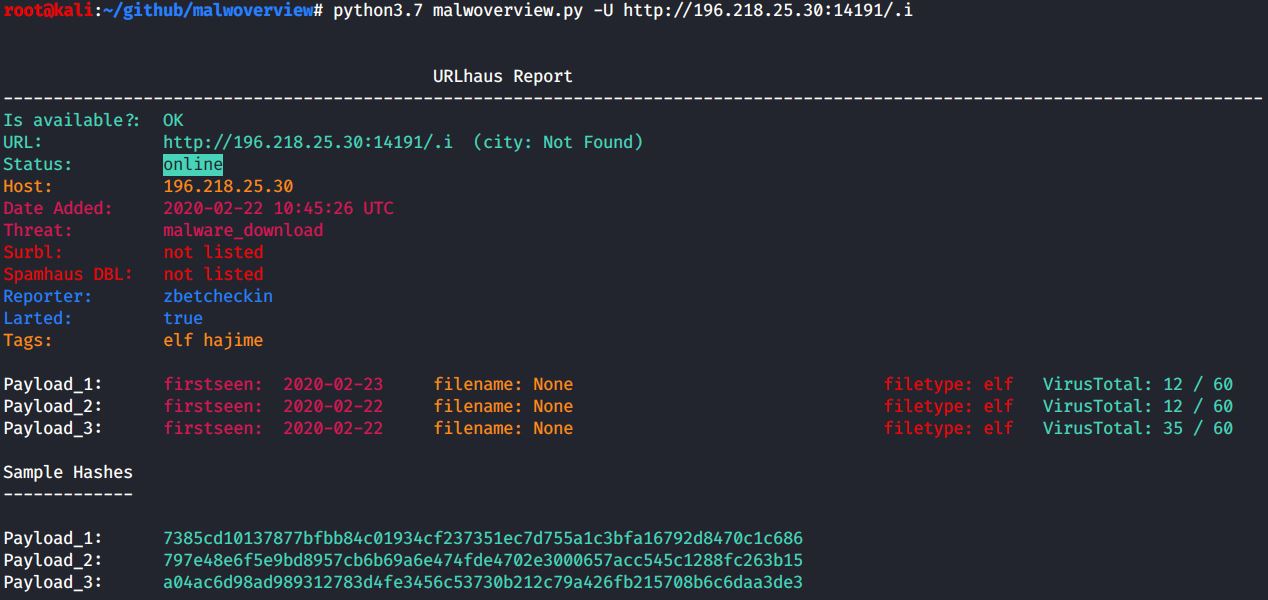 root@kali:~/github/malwoverview# python3.7 malwoverview.py -U http://196.218.25.30:14191/.i
URLhaus Report
------------------------------------------------------------------------------------------------------------------------------
Is available?: OK
URL: http://196.218.25.30:14191/.i (city: Not Found)
Status: online
Host: 196.218.25.30
Date Added: 2020-02-22 10:45:26 UTC
Threat: malware_download
Surbl: not listed
Spamhaus DBL: not listed
Reporter: zbetcheckin
Larted: true
Tags: elf hajime
Payload_1: firstseen: 2020-02-23 filename: None filetype: elf VirusTotal: 12 / 60
Payload_2: firstseen: 2020-02-22 filename: None filetype: elf VirusTotal: 12 / 60
Payload_3: firstseen: 2020-02-22 filename: None filetype: elf VirusTotal: 35 / 60
Sample Hashes
-------------
Payload_1: 7385cd10137877bfbb84c01934cf237351ec7d755a1c3bfa16792d8470c1c686
Payload_2: 797e48e6f5e9bd8957cb6b69a6e474fde4702e3000657acc545c1288fc263b15
Payload_3: a04ac6d98ad989312783d4fe3456c53730b212c79a426fb215708b6c6daa3de3